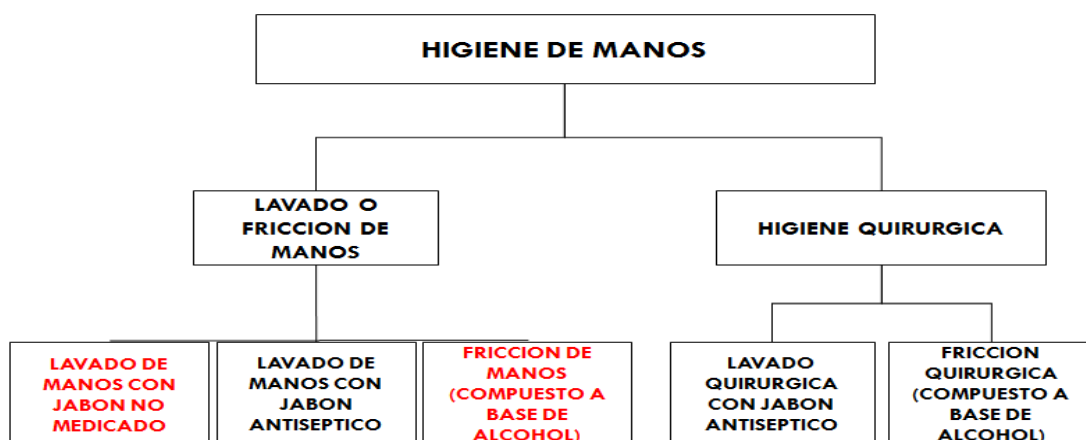 HIGIENE DE MANOS
LAVADO O
FRICCION DE
MANOS
HIGIENE QUIRURGICA
LAVADO DE
MANOS CON
JABON NO
MEDICADO
LAVADO DE
MANOS CON
JABON
ANTISEPTICO
FRICCION DE
MANOS
(COMPUESTO A
BASE DE
ALCOHOL)
LAVADO
QUIRURGICA
CON JABON
ANTISEPTICO
FRICCION
QUIRURGICA
(COMPUESTO A
BASE DE
ALCOHOL)